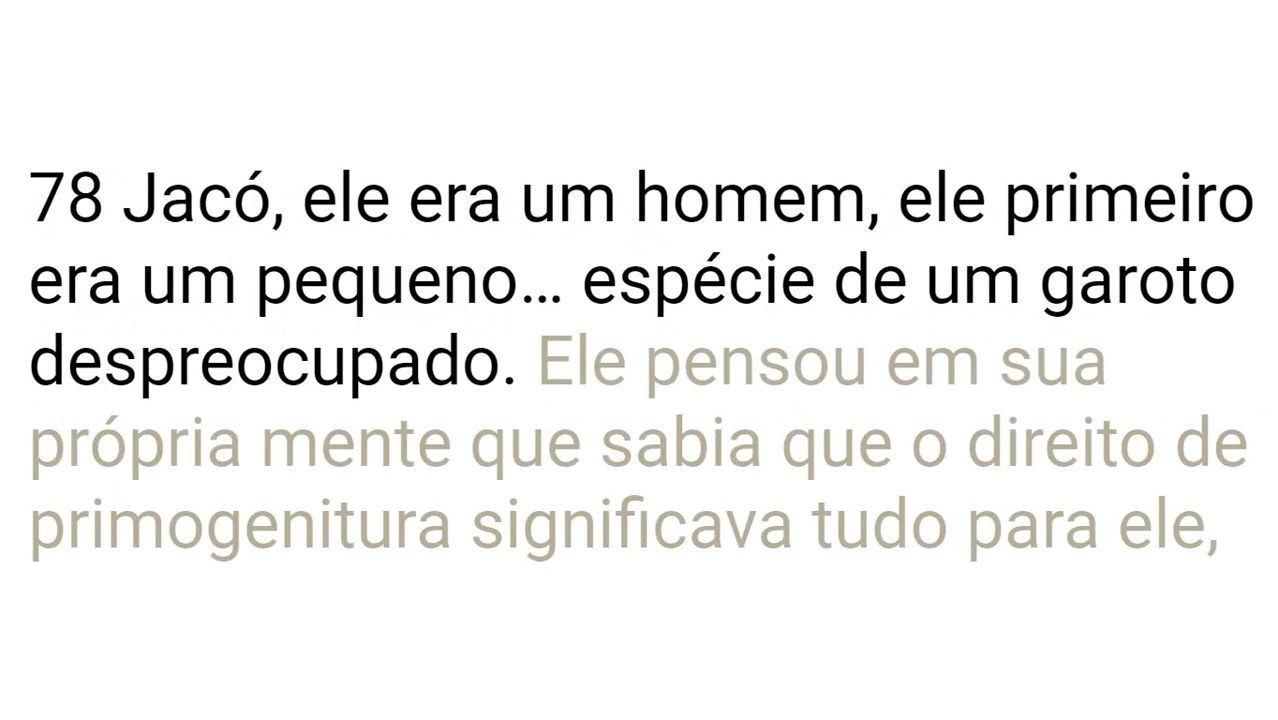 78 Jacó, ele era um homem, ele primeiro
era um pequeno… espécie de um garoto
despreocupado. Ele pensou em sua
própria mente que sabia que o direito de
primogenitura significava tudo para ele,